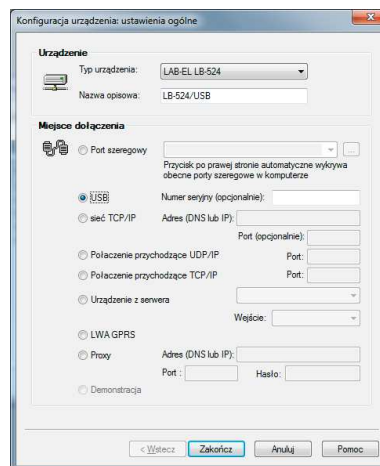 Konfiguracja urządzenia: ustawienia ogólne
Urządzenie
Typ urządzenia: LAB-EL LB-524
Nazwa opisowa: LB-524/USB
Miejsce dołączenia
Port szeregowy ...
Przycisk po prawej stronie automatyczne wykrywa
obecne porty szeregowe w komputerze
USB Numer seryjny (opcjonalnie):
sieć TCP/IP Adres (DNS lub IP):
Port (opcjonalnie):
Połaczenie przychodzące UDP/IP Port:
Połaczenie przychodzące TCP/IP Port:
Urządzenie z serwera
Wejście:
LWA GPRS
Proxy Adres (DNS lub IP):
Port : Hasło:
Demonstracja
< Wstecz Zakończ Anuluj Pomoc